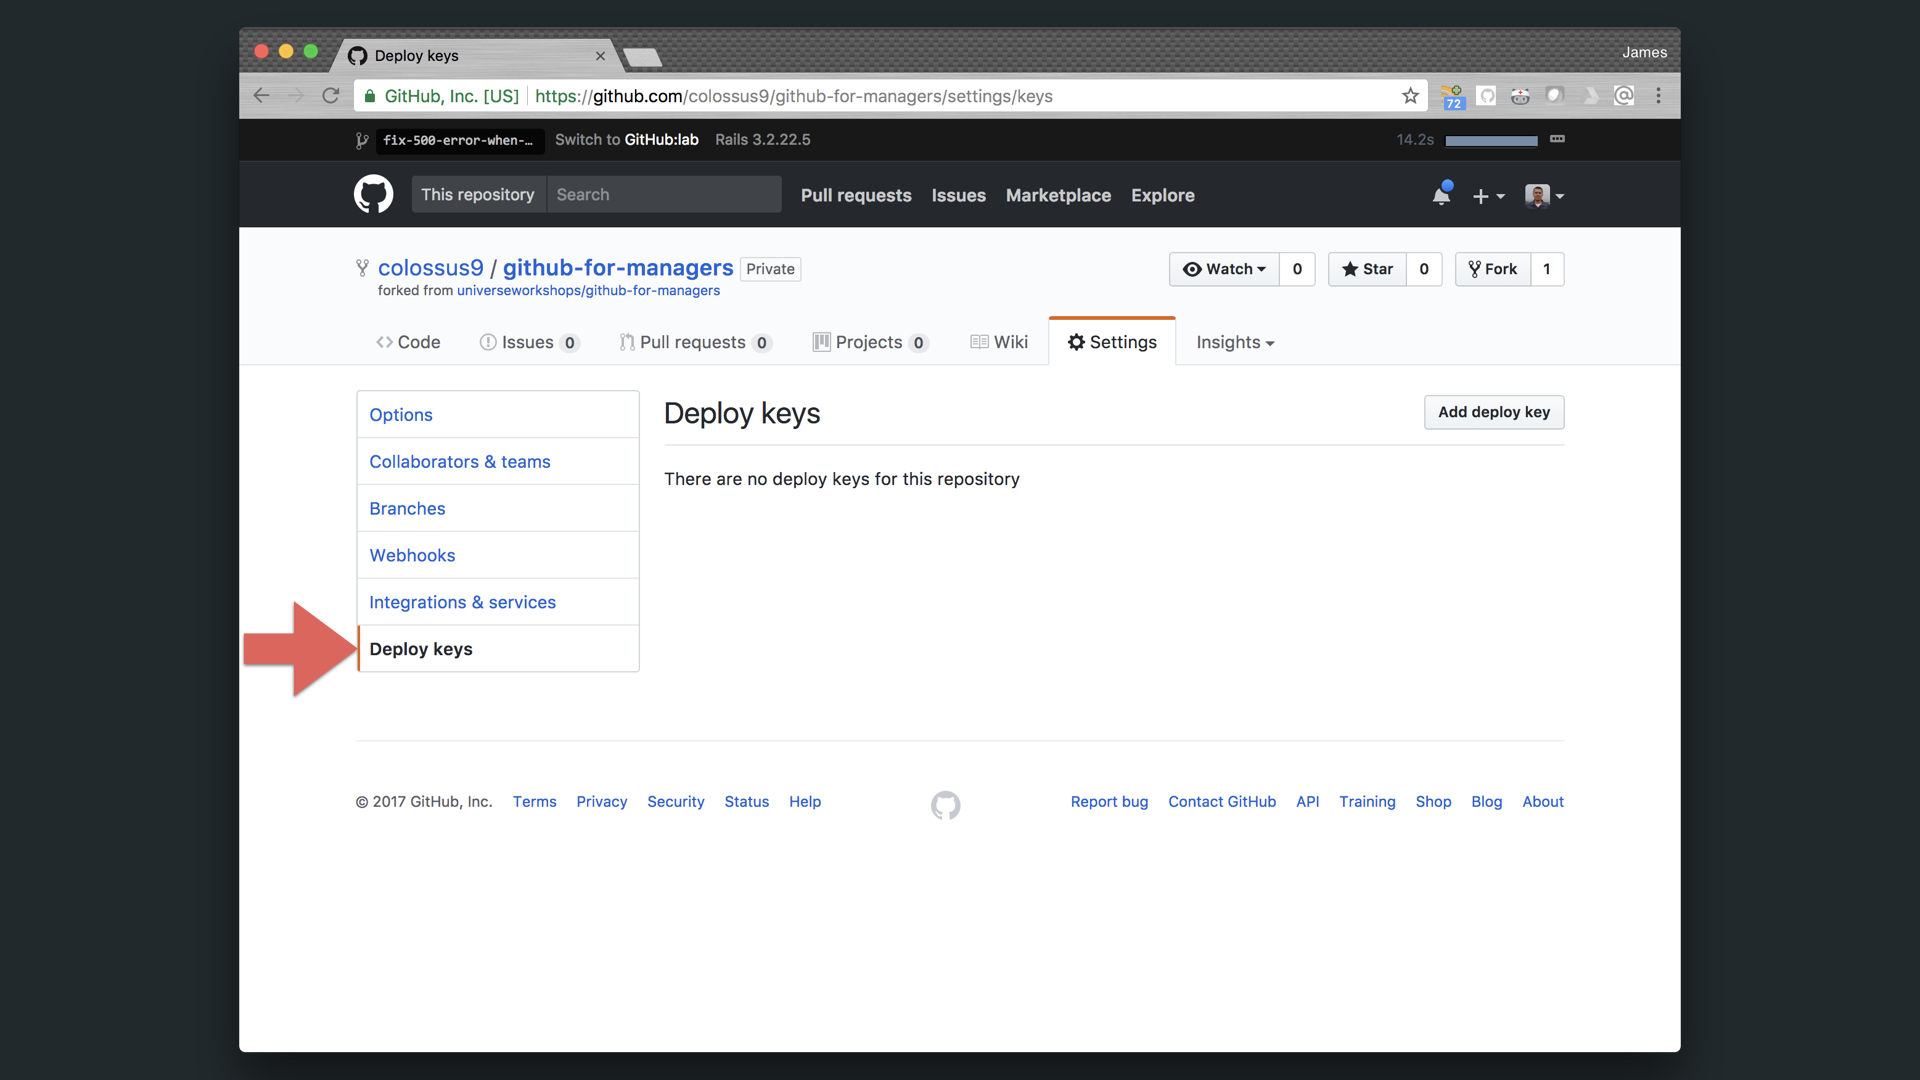 Deploy keys
James
GitHub, Inc. [US] https://github.com/colossus9/github-for-managers/settings/keys
72
fix-500-error-when-… Switch to GitHub:lab Rails 3.2.22.5 14.2s
This repository Search Pull requests Issues Marketplace Explore
colossus9 / github-for-managers Private Watch 0 Star 0 Fork 1
forked from universeworkshops/github-for-managers
Code Issues 0 Pull requests 0 Projects 0 Wiki Settings Insights
Options
Collaborators & teams
Branches
Webhooks
Integrations & services
Deploy keys
Deploy keys Add deploy key
There are no deploy keys for this repository
© 2017 GitHub, Inc. Terms Privacy Security Status Help Report bug Contact GitHub API Training Shop Blog About